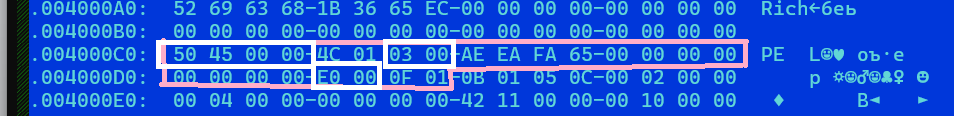 .004000A0: 52 69 63 68-1B 36 65 EC-00 00 00 00-00 00 00 00 Rich←6eь
.004000B0: 00 00 00 00-00 00 00 00-00 00 00 00-00 00 00 00
.004000C0: 50 45 00 00-4C 01 03 00-AE EA FA 65-00 00 00 00 PE L☺♥ оъ·e
.004000D0: 00 00 00 00-E0 00 0F 01-0B 01 05 0C-00 02 00 00 р ☼☺♂☺♣♀ ☻
.004000E0: 00 04 00 00-00 00 00 00-42 11 00 00-00 10 00 00 ♦ B◄ ►